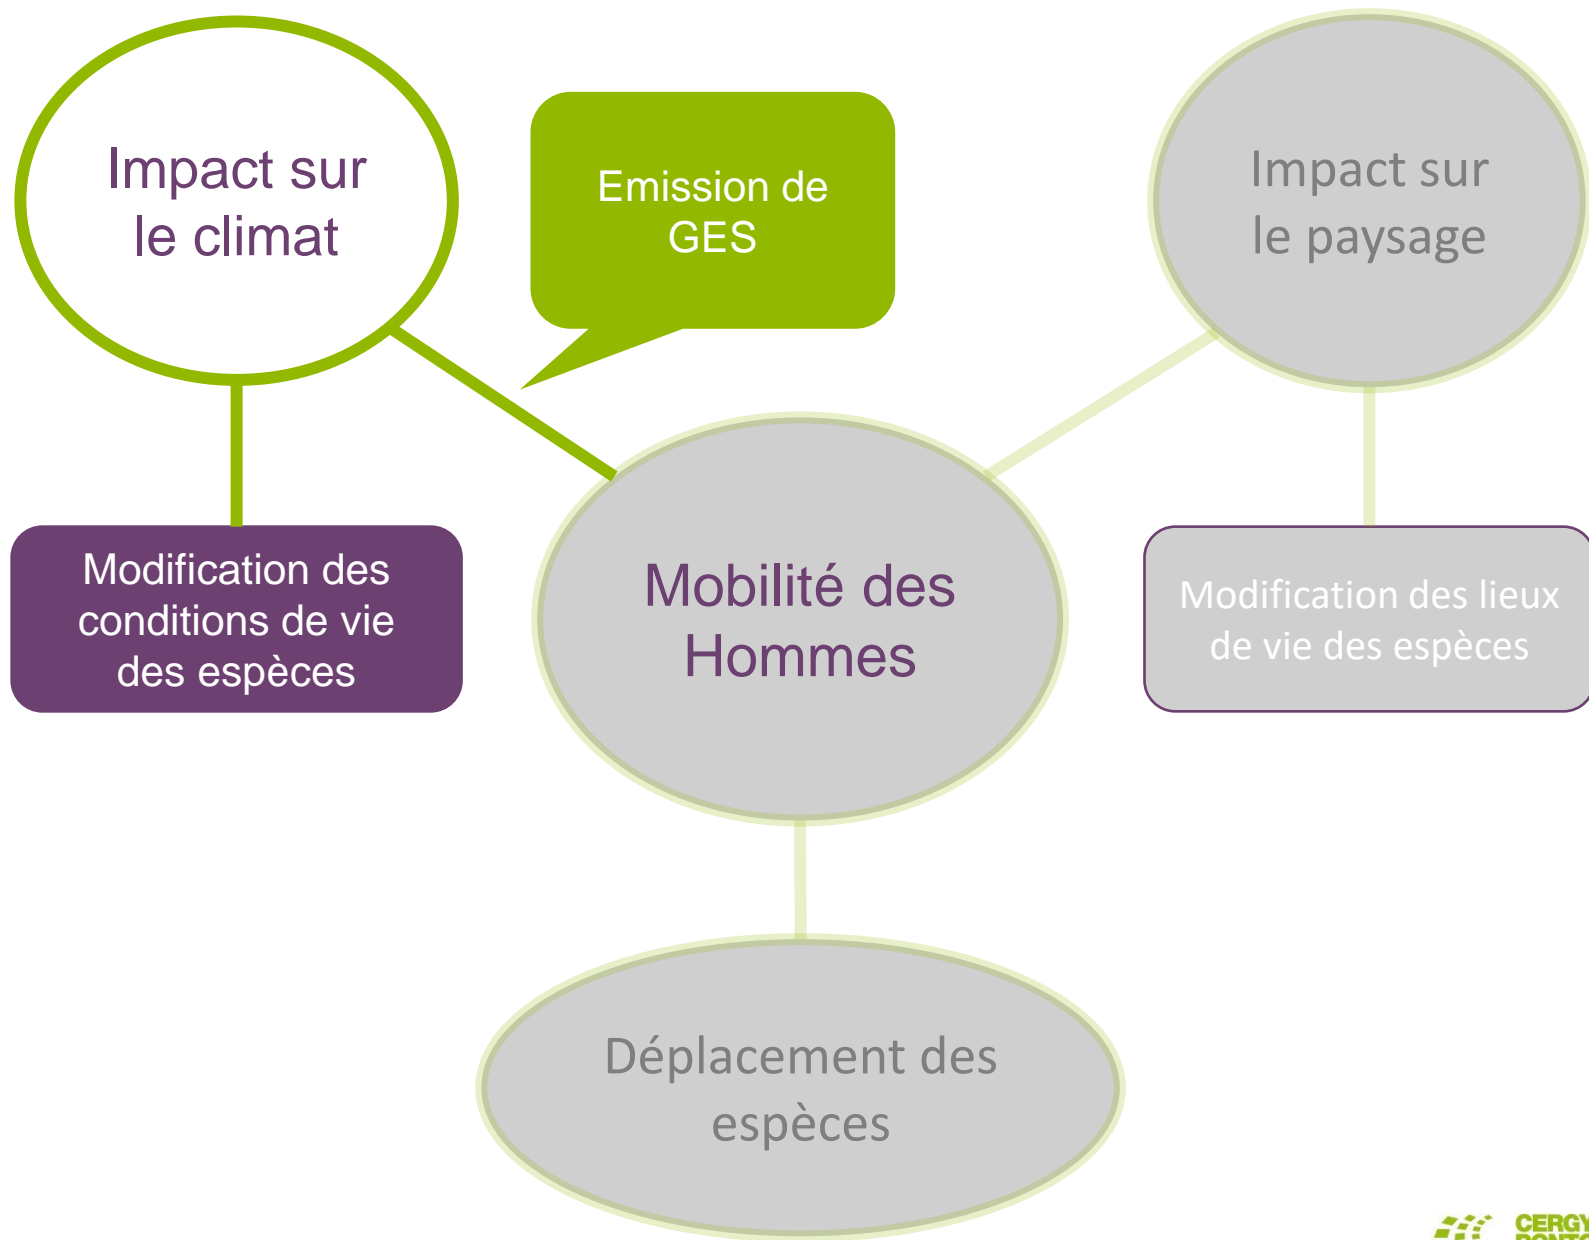 Impact sur
le climat
Emission de
GES
Impact sur
le paysage
Modification des
conditions de vie
des espèces
Mobilité des
Hommes
Modification des lieux
de vie des espèces
Déplacement des
espèces
CERGY